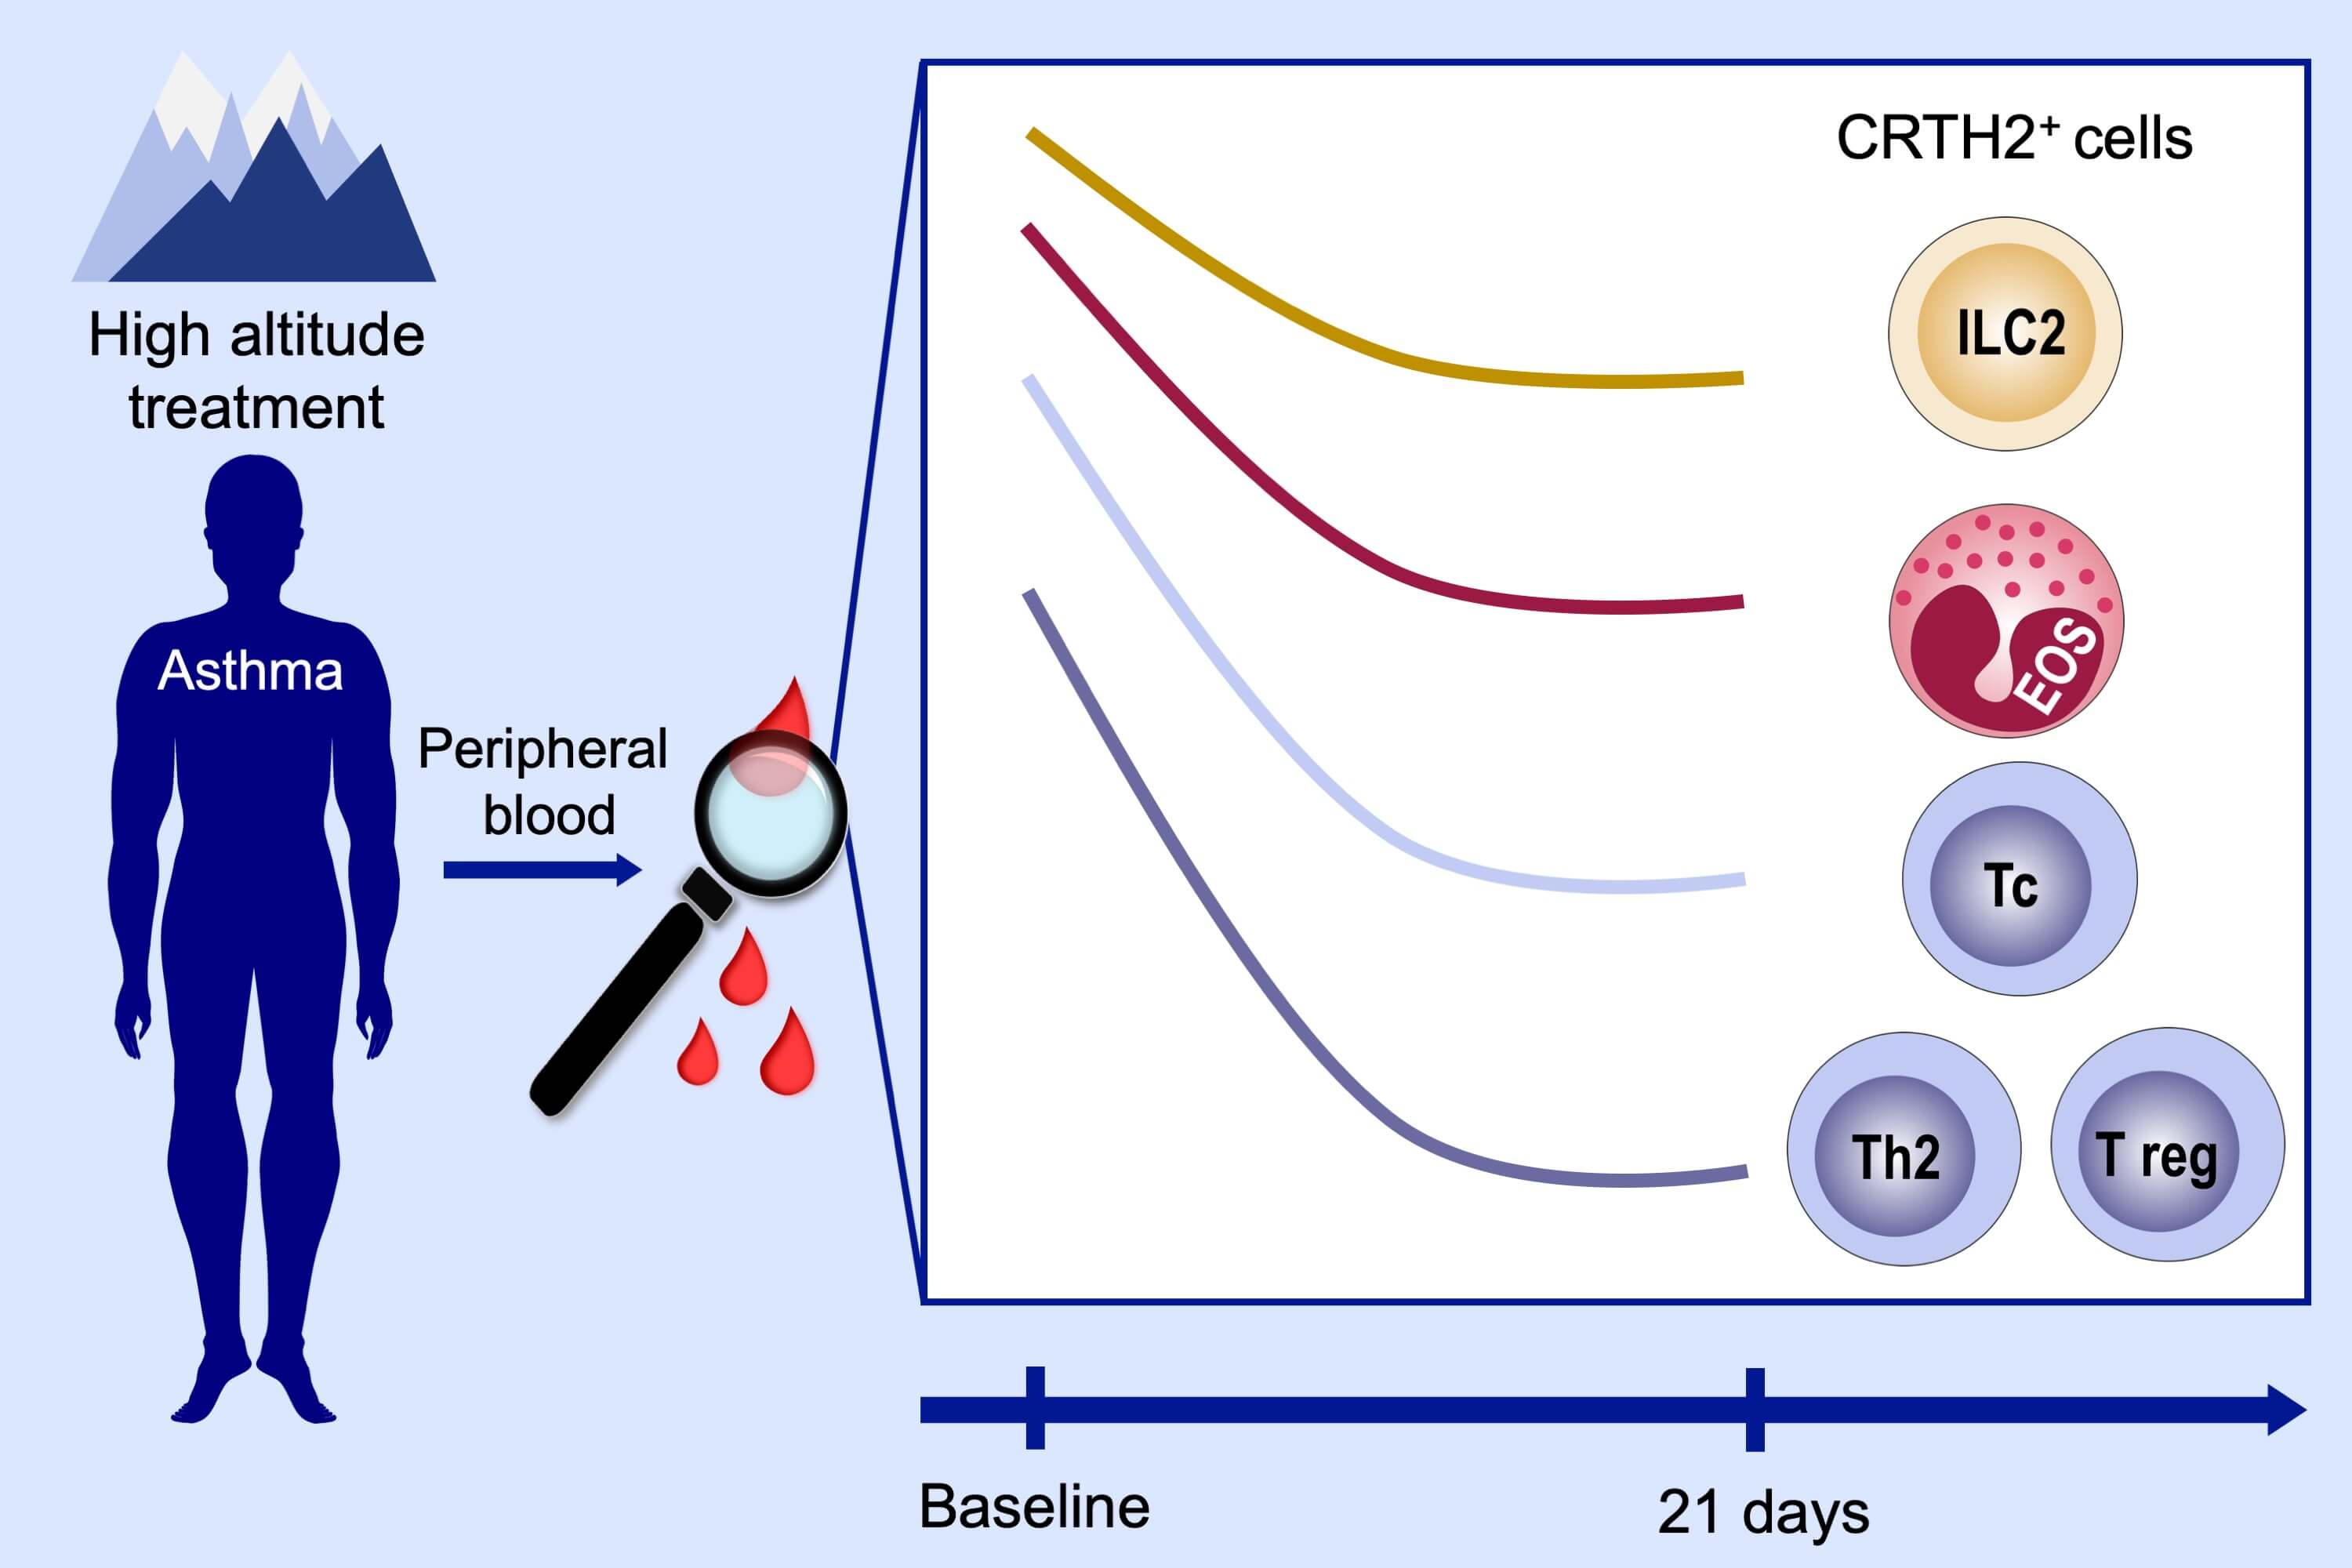 High altitude
treatment
Asthma
Peripheral
blood
CRTH2⁺ cells
ILC2
EOS
Tc
Th2
T reg
Baseline
21 days